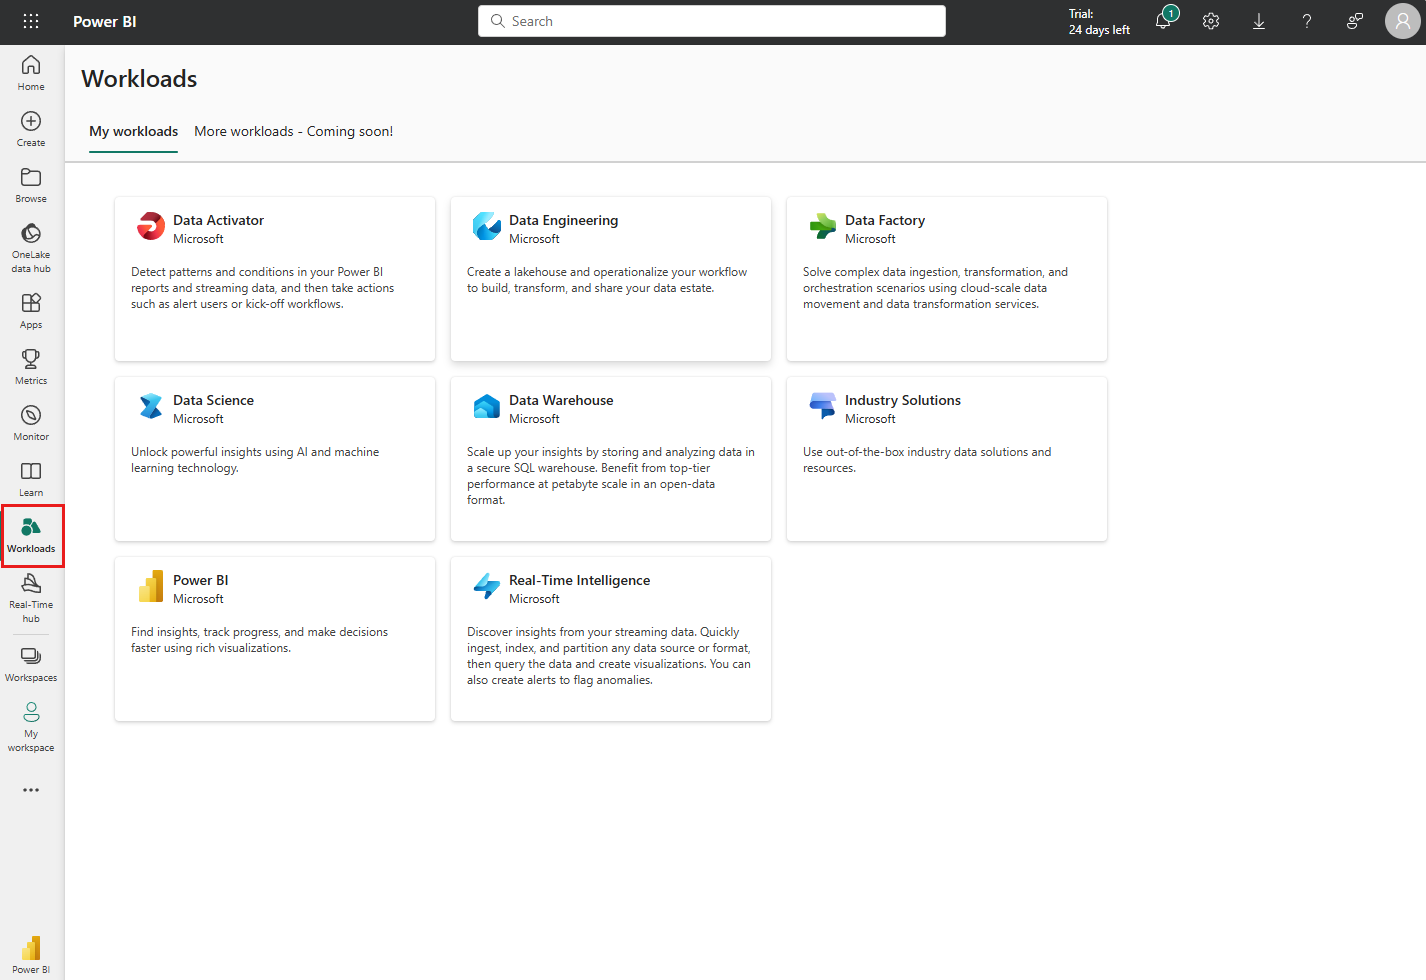 Power BI
Search
Trial:
24 days left
1
Home
Create
Browse
OneLake
data hub
Apps
Metrics
Monitor
Learn
Workloads
Real-Time
hub
Workspaces
My
workspace
Power BI
Workloads
My workloads
More workloads - Coming soon!
Data Activator
Microsoft
Detect patterns and conditions in your Power BI
reports and streaming data, and then take actions
such as alert users or kick-off workflows.
Data Engineering
Microsoft
Create a lakehouse and operationalize your workflow
to build, transform, and share your data estate.
Data Factory
Microsoft
Solve complex data ingestion, transformation, and
orchestration scenarios using cloud-scale data
movement and data transformation services.
Data Science
Microsoft
Unlock powerful insights using AI and machine
learning technology.
Data Warehouse
Microsoft
Scale up your insights by storing and analyzing data in
a secure SQL warehouse. Benefit from top-tier
performance at petabyte scale in an open-data
format.
Industry Solutions
Microsoft
Use out-of-the-box industry data solutions and
resources.
Power BI
Microsoft
Find insights, track progress, and make decisions
faster using rich visualizations.
Real-Time Intelligence
Microsoft
Discover insights from your streaming data. Quickly
ingest, index, and partition any data source or format,
then query the data and create visualizations. You can
also create alerts to flag anomalies.